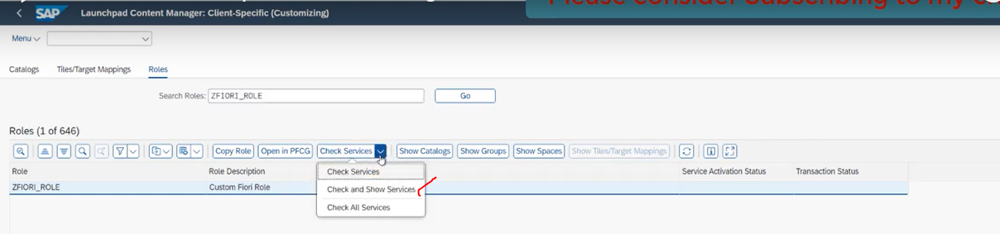 SAP Launchpad Content Manager: Client-Specific (Customizing)
Please consider Subscribing to my
Menu
Catalogs Tiles/Target Mappings Roles
Search Roles: ZFIORI_ROLE Go
Roles (1 of 646)
Copy Role Open in PFCG Check Services Show Catalogs Show Groups Show Spaces Show Tiles/Target Mappings
Role Role Description Service Activation Status Transaction Status
ZFIORI_ROLE Custom Fiori Role
Check Services
Check and Show Services
Check All Services